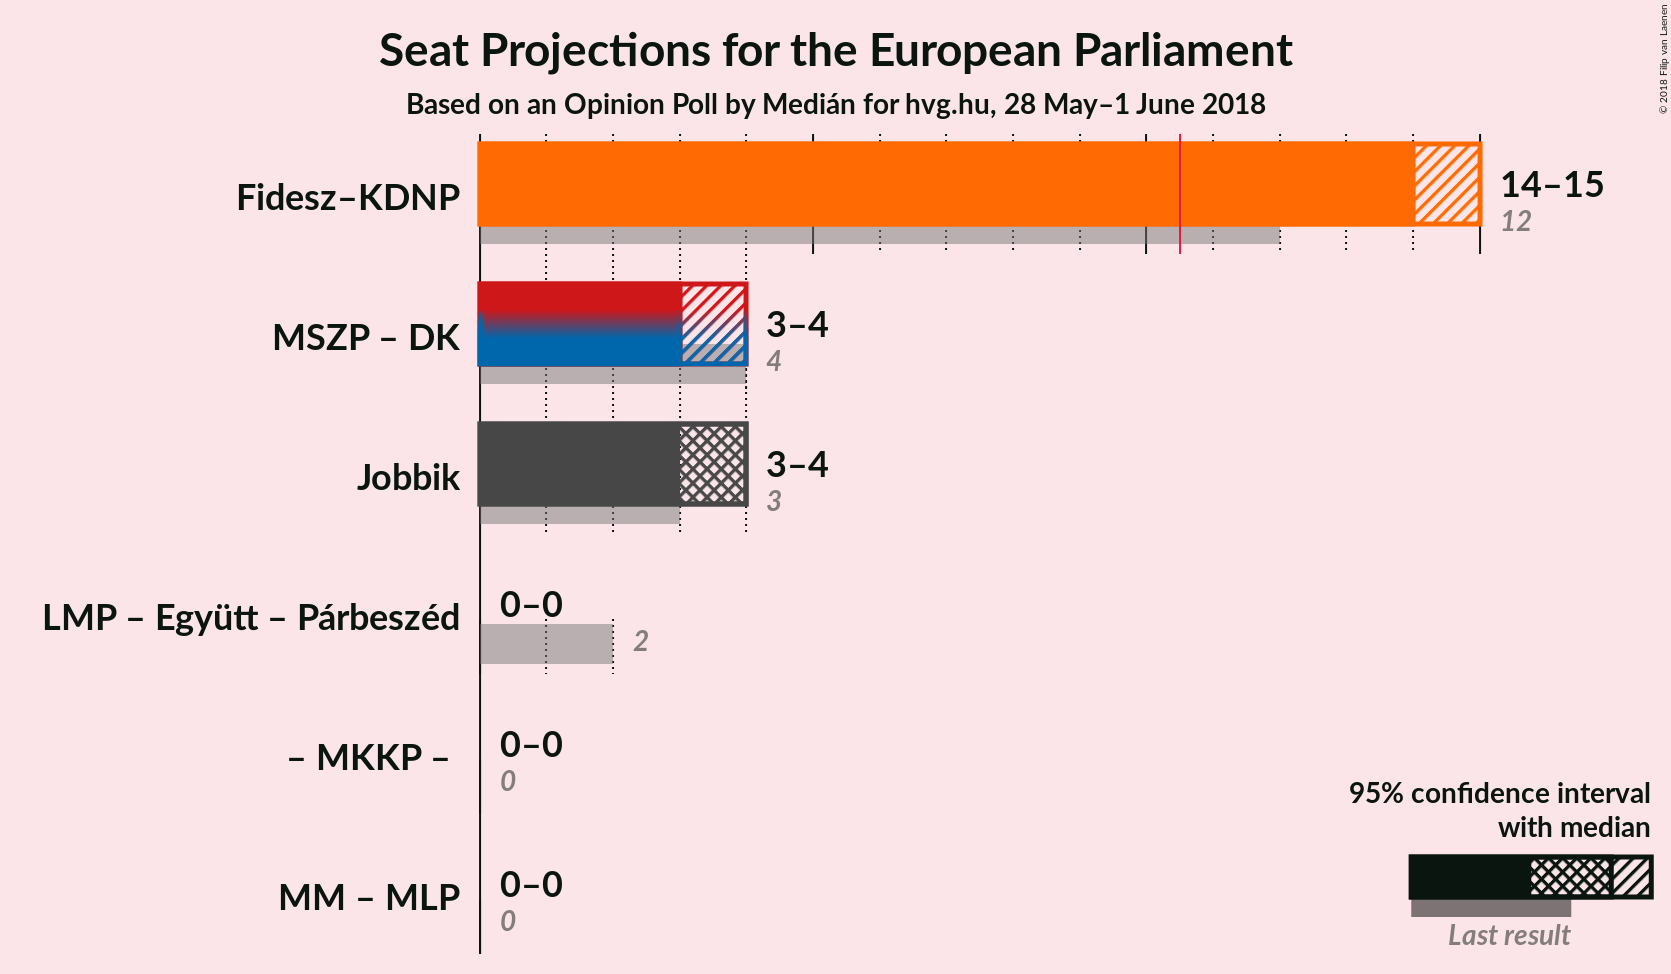 Seat Projections for the European Parliament
Based on an Opinion Poll by Medián for hvg.hu, 28 May–1 June 2018
© 2018 Filip van Laenen
Fidesz–KDNP
14–15
12
MSZP – DK
3–4
4
Jobbik
3–4
3
LMP – Együtt – Párbeszéd
0–0
2
– MKKP –
0–0
0
MM – MLP
0–0
0
95% confidence interval
with median
Last result